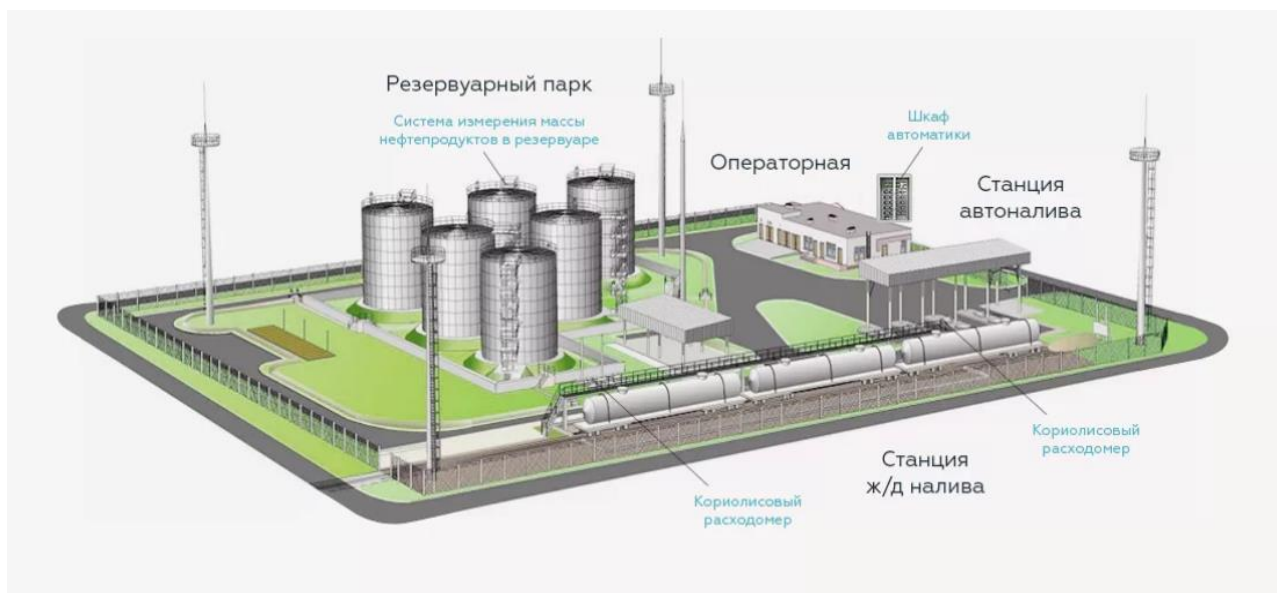 Резервуарный парк
Система измерения массы
нефтепродуктов в резервуаре
Шкаф
автоматики
Операторная
Станция
автоналива
Кориолисовый
расходомер
Станция
ж/д налива
Кориолисовый
расходомер